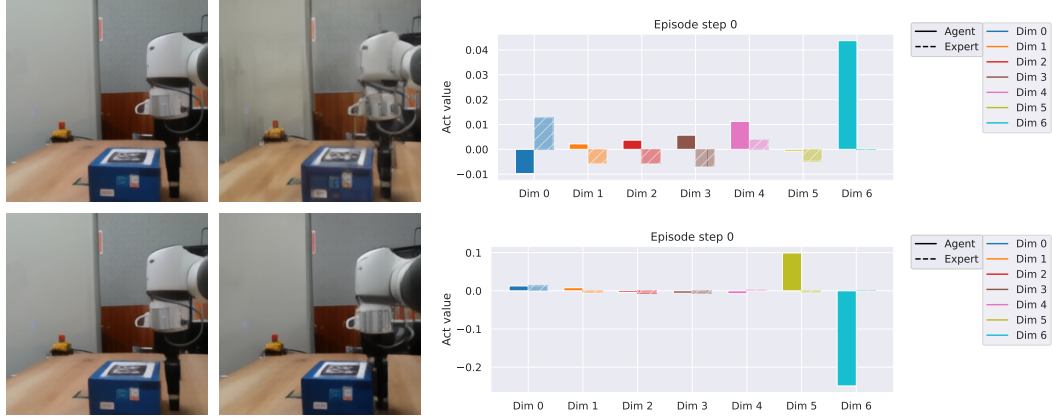 Episode step 0
Act value
0.04
0.03
0.02
0.01
0.00
−0.01
Dim 0
Dim 1
Dim 2
Dim 3
Dim 4
Dim 5
Dim 6
Agent
Expert
Dim 0
Dim 1
Dim 2
Dim 3
Dim 4
Dim 5
Dim 6
Episode step 0
Act value
0.1
0.0
−0.1
−0.2
Dim 0
Dim 1
Dim 2
Dim 3
Dim 4
Dim 5
Dim 6
Agent
Expert
Dim 0
Dim 1
Dim 2
Dim 3
Dim 4
Dim 5
Dim 6